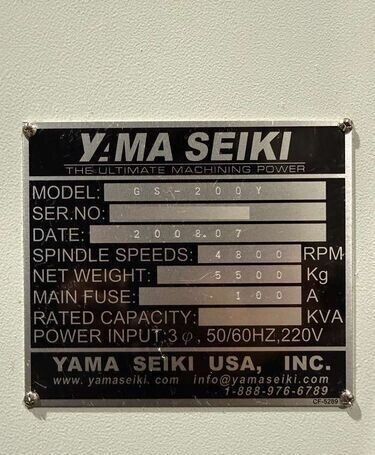 YAMA SEIKI
THE ULTIMATE MACHINING POWER
MODEL: GS-200Y
SER.NO:
DATE: 2008.07
SPINDLE SPEEDS: 4800 RPM
NET WEIGHT: 5500 Kg
MAIN FUSE: 100 A
RATED CAPACITY: KVA
POWER INPUT:3φ, 50/60HZ,220V
YAMA SEIKI USA, INC.
www.yamaseiki.com info@yamaseiki.com
1-888-976-6789
CF-5289